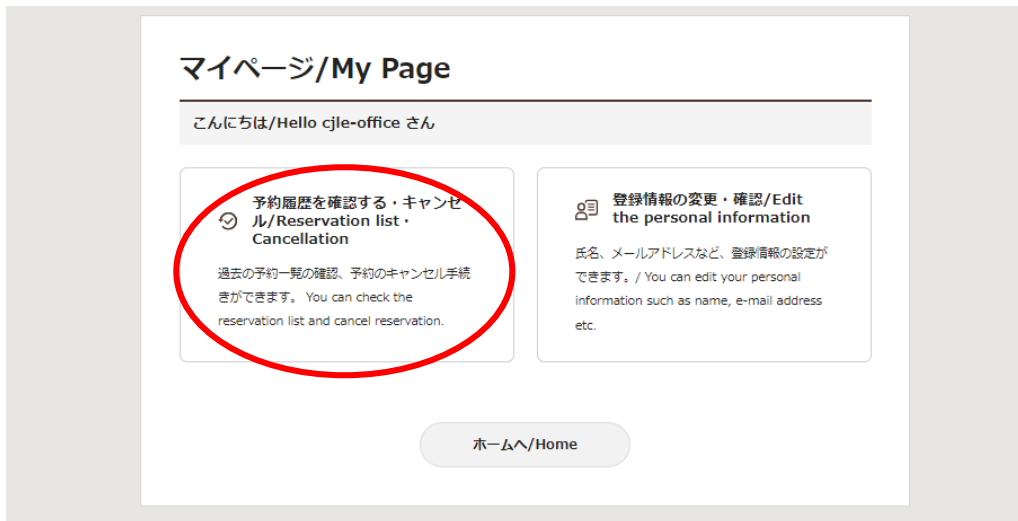 マイページ/My Page
こんにちは/Hello cjle-office さん
予約履歴を確認する・キャンセ
ル/Reservation list・
Cancellation
過去の予約一覧の確認、予約のキャンセル手続
きができます。 You can check the
reservation list and cancel reservation.
登録情報の変更・確認/Edit
the personal information
氏名、メールアドレスなど、登録情報の設定が
できます。/ You can edit your personal
information such as name, e-mail address
etc.
ホームへ/Home